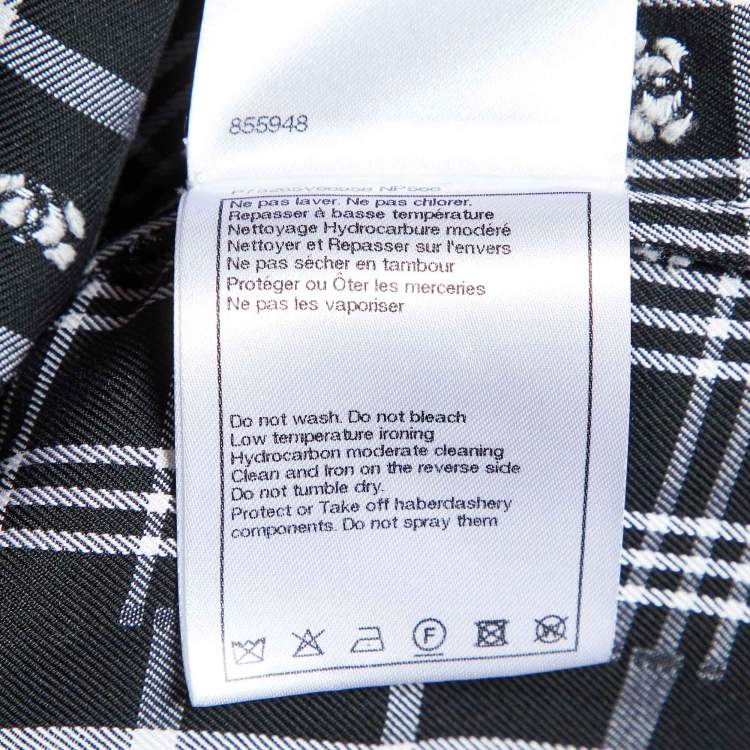 855948
Ne pas laver. Ne pas chlorer.
Repasser à basse température
Nettoyage Hydrocarbure modéré
Nettoyer et Repasser sur l'envers
Ne pas sécher en tambour
Protéger ou Ôter les merceries
Ne pas les vaporiser
Do not wash. Do not bleach
Low temperature ironing
Hydrocarbon moderate cleaning
Clean and Iron on the reverse side
Do not tumble dry.
Protect or Take off haberdashery
components. Do not spray them
F
W